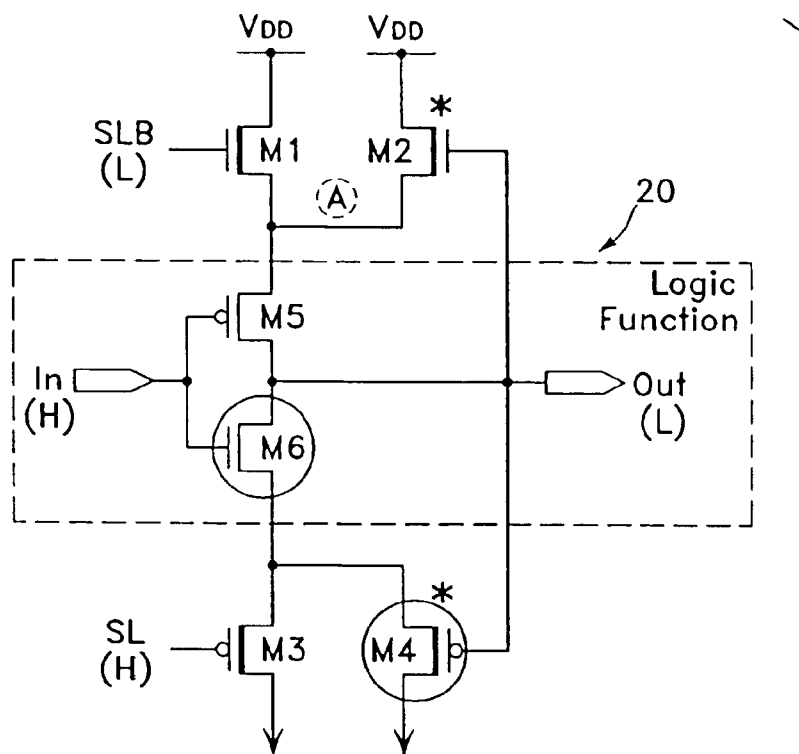 VDD VDD
SLB
(L)
M1 M2 *
A
20
Logic
Function
M5
In
(H)
Out
(L)
M6
*
SL
(H)
M3 M4